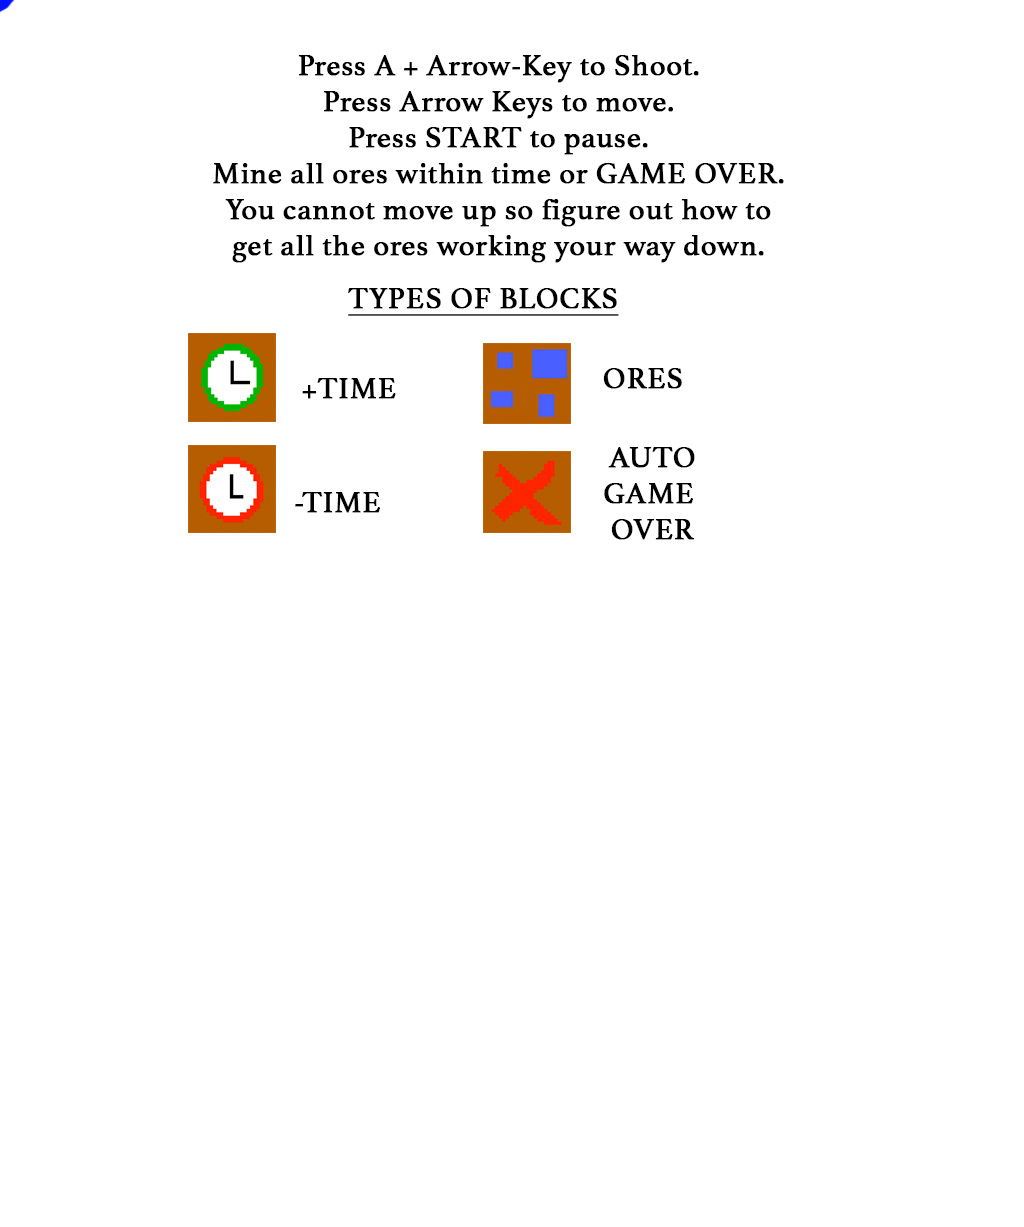 Press A + Arrow-Key to Shoot.
Press Arrow Keys to move.
Press START to pause.
Mine all ores within time or GAME OVER.
You cannot move up so figure out how to
get all the ores working your way down.
TYPES OF BLOCKS
+TIME
ORES
-TIME
AUTO
GAME
OVER